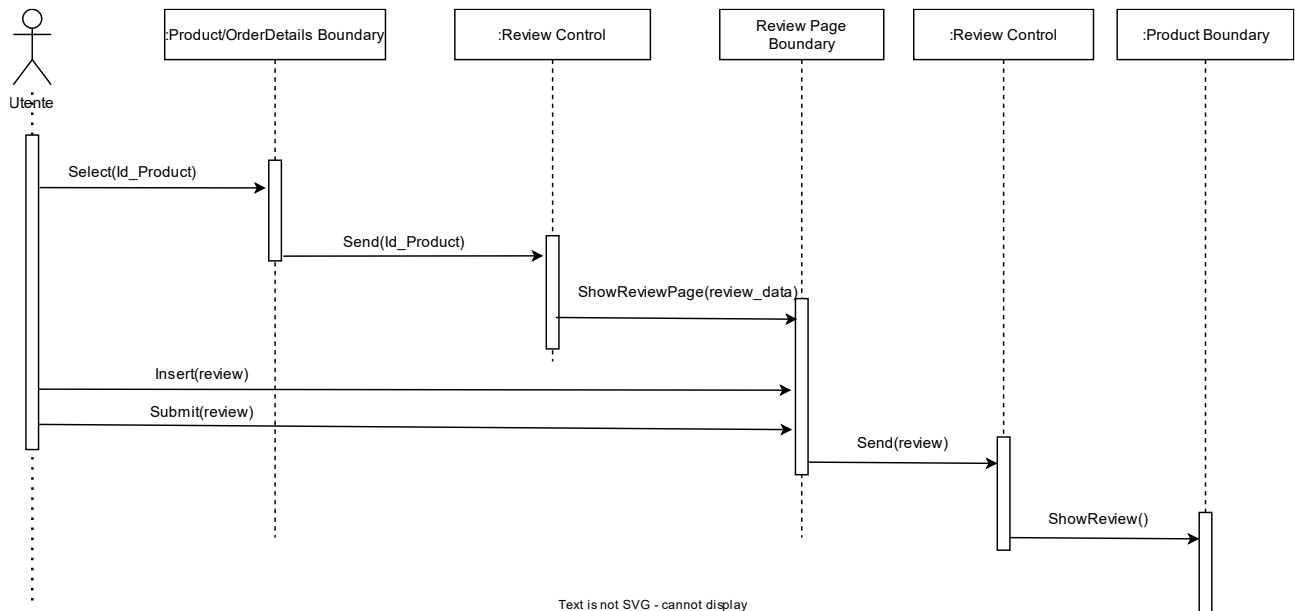 :Product/OrderDetails Boundary
:Review Control
Review Page
Boundary
:Review Control
:Product Boundary
Utente
Select(Id_Product)
Send(Id_Product)
ShowReviewPage(review_data)
Insert(review)
Submit(review)
Send(review)
ShowReview()
Text is not SVG - cannot display